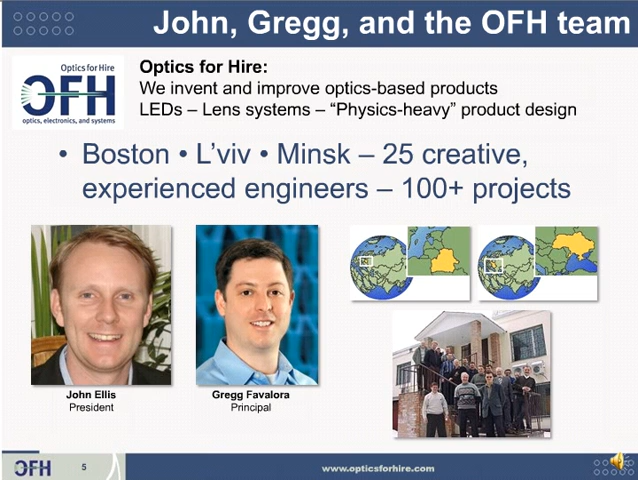 John, Gregg, and the OFH team
Optics for Hire
OFH
optics, electronics, and systems
Optics for Hire:
We invent and improve optics-based products
LEDs – Lens systems – “Physics-heavy” product design
• Boston • L’viv • Minsk – 25 creative,
experienced engineers – 100+ projects
John Ellis
President
Gregg Favalora
Principal
OFH
5
www.opticsforhire.com